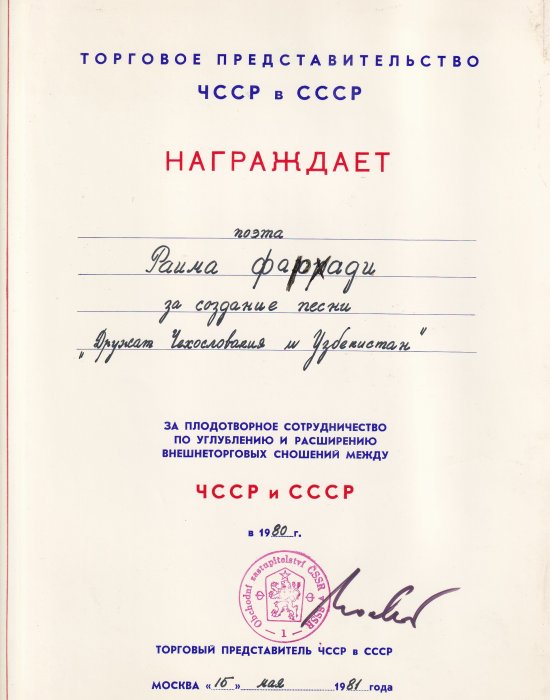 ТОРГОВОЕ ПРЕДСТАВИТЕЛЬСТВО
ЧССР в СССР
НАГРАЖДАЕТ
поэта
Раима Фархади
за создание песни
„Дружат Чехословакия и Узбекистан"
ЗА ПЛОДОТВОРНОЕ СОТРУДНИЧЕСТВО
ПО УГЛУБЛЕНИЮ И РАСШИРЕНИЮ
ВНЕШНЕТОРГОВЫХ СНОШЕНИЙ МЕЖДУ
ЧССР и СССР
в 1980 г.
Obchodní zastupitelství ČSSR v SSSR
— 1 —
ТОРГОВЫЙ ПРЕДСТАВИТЕЛЬ ЧССР в СССР
МОСКВА «15» мая 1981 года